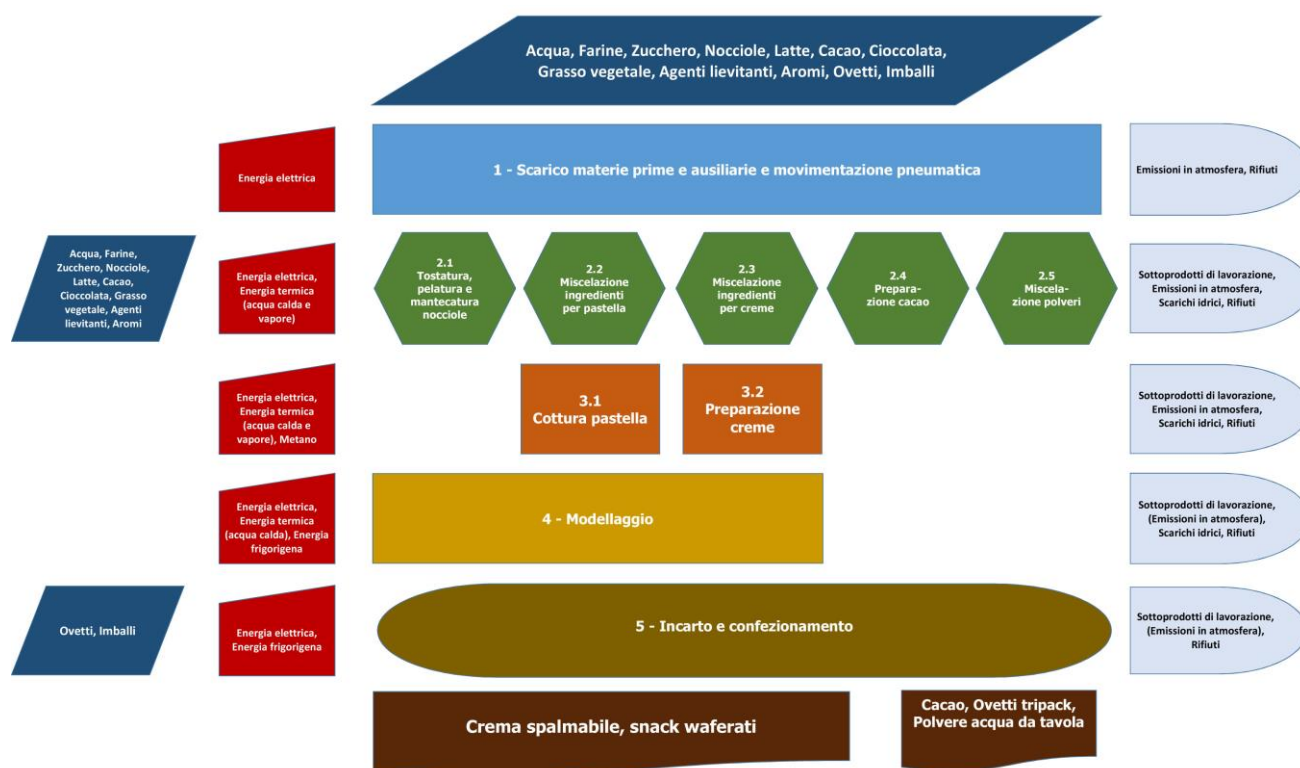 Acqua, Farine, Zucchero, Nocciole, Latte, Cacao, Cioccolata,
Grasso vegetale, Agenti lievitanti, Aromi, Ovetti, Imballi
Energia elettrica
1 - Scarico materie prime e ausiliarie e movimentazione pneumatica
Emissioni in atmosfera, Rifiuti
Acqua, Farine,
Zucchero, Nocciole,
Latte, Cacao,
Cioccolata, Grasso
vegetale, Agenti
lievitanti, Aromi
Energia elettrica,
Energia termica
(acqua calda e
vapore)
2.1
Tostatura,
pelatura e
mantecatura
nocciole
2.2
Miscelazione
ingredienti
per pastella
2.3
Miscelazione
ingredienti
per creme
2.4
Prepara-
zione cacao
2.5
Miscela-
zione polveri
Sottoprodotti di lavorazione,
Emissioni in atmosfera,
Scarichi idrici, Rifiuti
Energia elettrica,
Energia termica
(acqua calda e
vapore), Metano
3.1
Cottura pastella
3.2
Preparazione
creme
Sottoprodotti di lavorazione,
Emissioni in atmosfera,
Scarichi idrici, Rifiuti
Energia elettrica,
Energia termica
(acqua calda), Energia
frigorigena
4 - Modellaggio
Sottoprodotti di lavorazione,
(Emissioni in atmosfera),
Scarichi idrici, Rifiuti
Ovetti, Imballi
Energia elettrica,
Energia frigorigena
5 - Incarto e confezionamento
Sottoprodotti di lavorazione,
(Emissioni in atmosfera),
Rifiuti
Crema spalmabile, snack waferati
Cacao, Ovetti tripack,
Polvere acqua da tavola